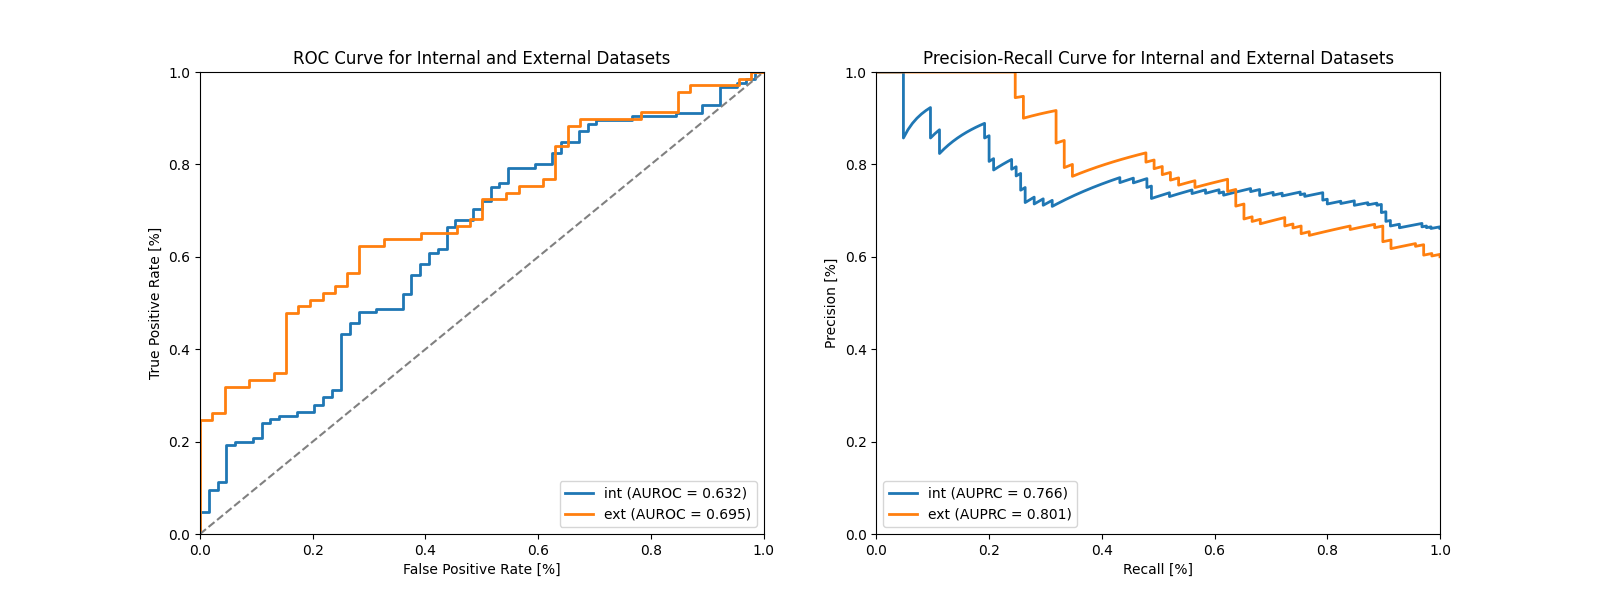 ROC Curve for Internal and External Datasets
True Positive Rate [%]
1.0
0.8
0.6
0.4
0.2
0.0
int (AUROC = 0.632)
ext (AUROC = 0.695)
0.0 0.2 0.4 0.6 0.8 1.0
False Positive Rate [%]
Precision-Recall Curve for Internal and External Datasets
Precision [%]
1.0
0.8
0.6
0.4
0.2
0.0
int (AUPRC = 0.766)
ext (AUPRC = 0.801)
0.0 0.2 0.4 0.6 0.8 1.0
Recall [%]